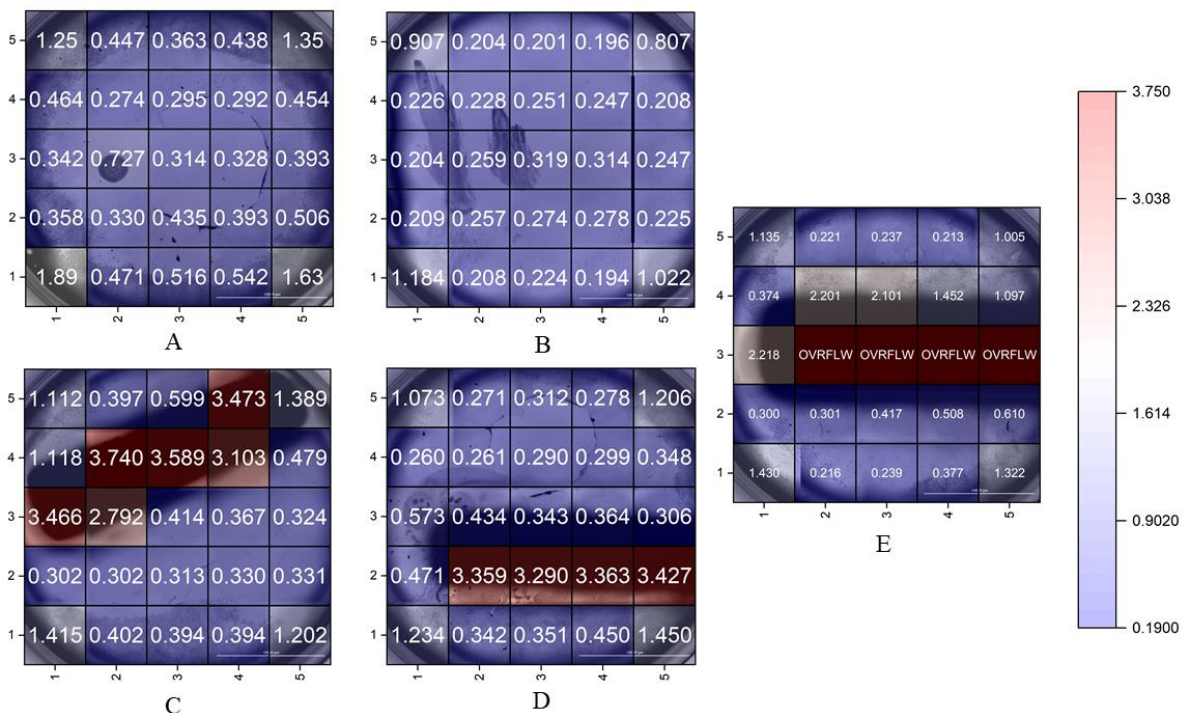 5 1.25 0.447 0.363 0.438 1.35
4 0.464 0.274 0.295 0.292 0.454
3 0.342 0.727 0.314 0.328 0.393
2 0.358 0.330 0.435 0.393 0.506
1 1.89 0.471 0.516 0.542 1.63
1 2 3 4 5
A
5 0.907 0.204 0.201 0.196 0.807
4 0.226 0.228 0.251 0.247 0.208
3 0.204 0.259 0.319 0.314 0.247
2 0.209 0.257 0.274 0.278 0.225
1 1.184 0.208 0.224 0.194 1.022
1 2 3 4 5
B
5 1.112 0.397 0.599 3.473 1.389
4 1.118 3.740 3.589 3.103 0.479
3 3.466 2.792 0.414 0.367 0.324
2 0.302 0.302 0.313 0.330 0.331
1 1.415 0.402 0.394 0.394 1.202
1 2 3 4 5
C
5 1.073 0.271 0.312 0.278 1.206
4 0.260 0.261 0.290 0.299 0.348
3 0.573 0.434 0.343 0.364 0.306
2 0.471 3.359 3.290 3.363 3.427
1 1.234 0.342 0.351 0.450 1.450
1 2 3 4 5
D
5 1.135 0.221 0.237 0.213 1.005
4 0.374 2.201 2.101 1.452 1.097
3 2.218 OVRFLW OVRFLW OVRFLW OVRFLW
2 0.300 0.301 0.417 0.508 0.610
1 1.430 0.216 0.239 0.377 1.322
1 2 3 4 5
E
3.750
3.038
2.326
1.614
0.9020
0.1900